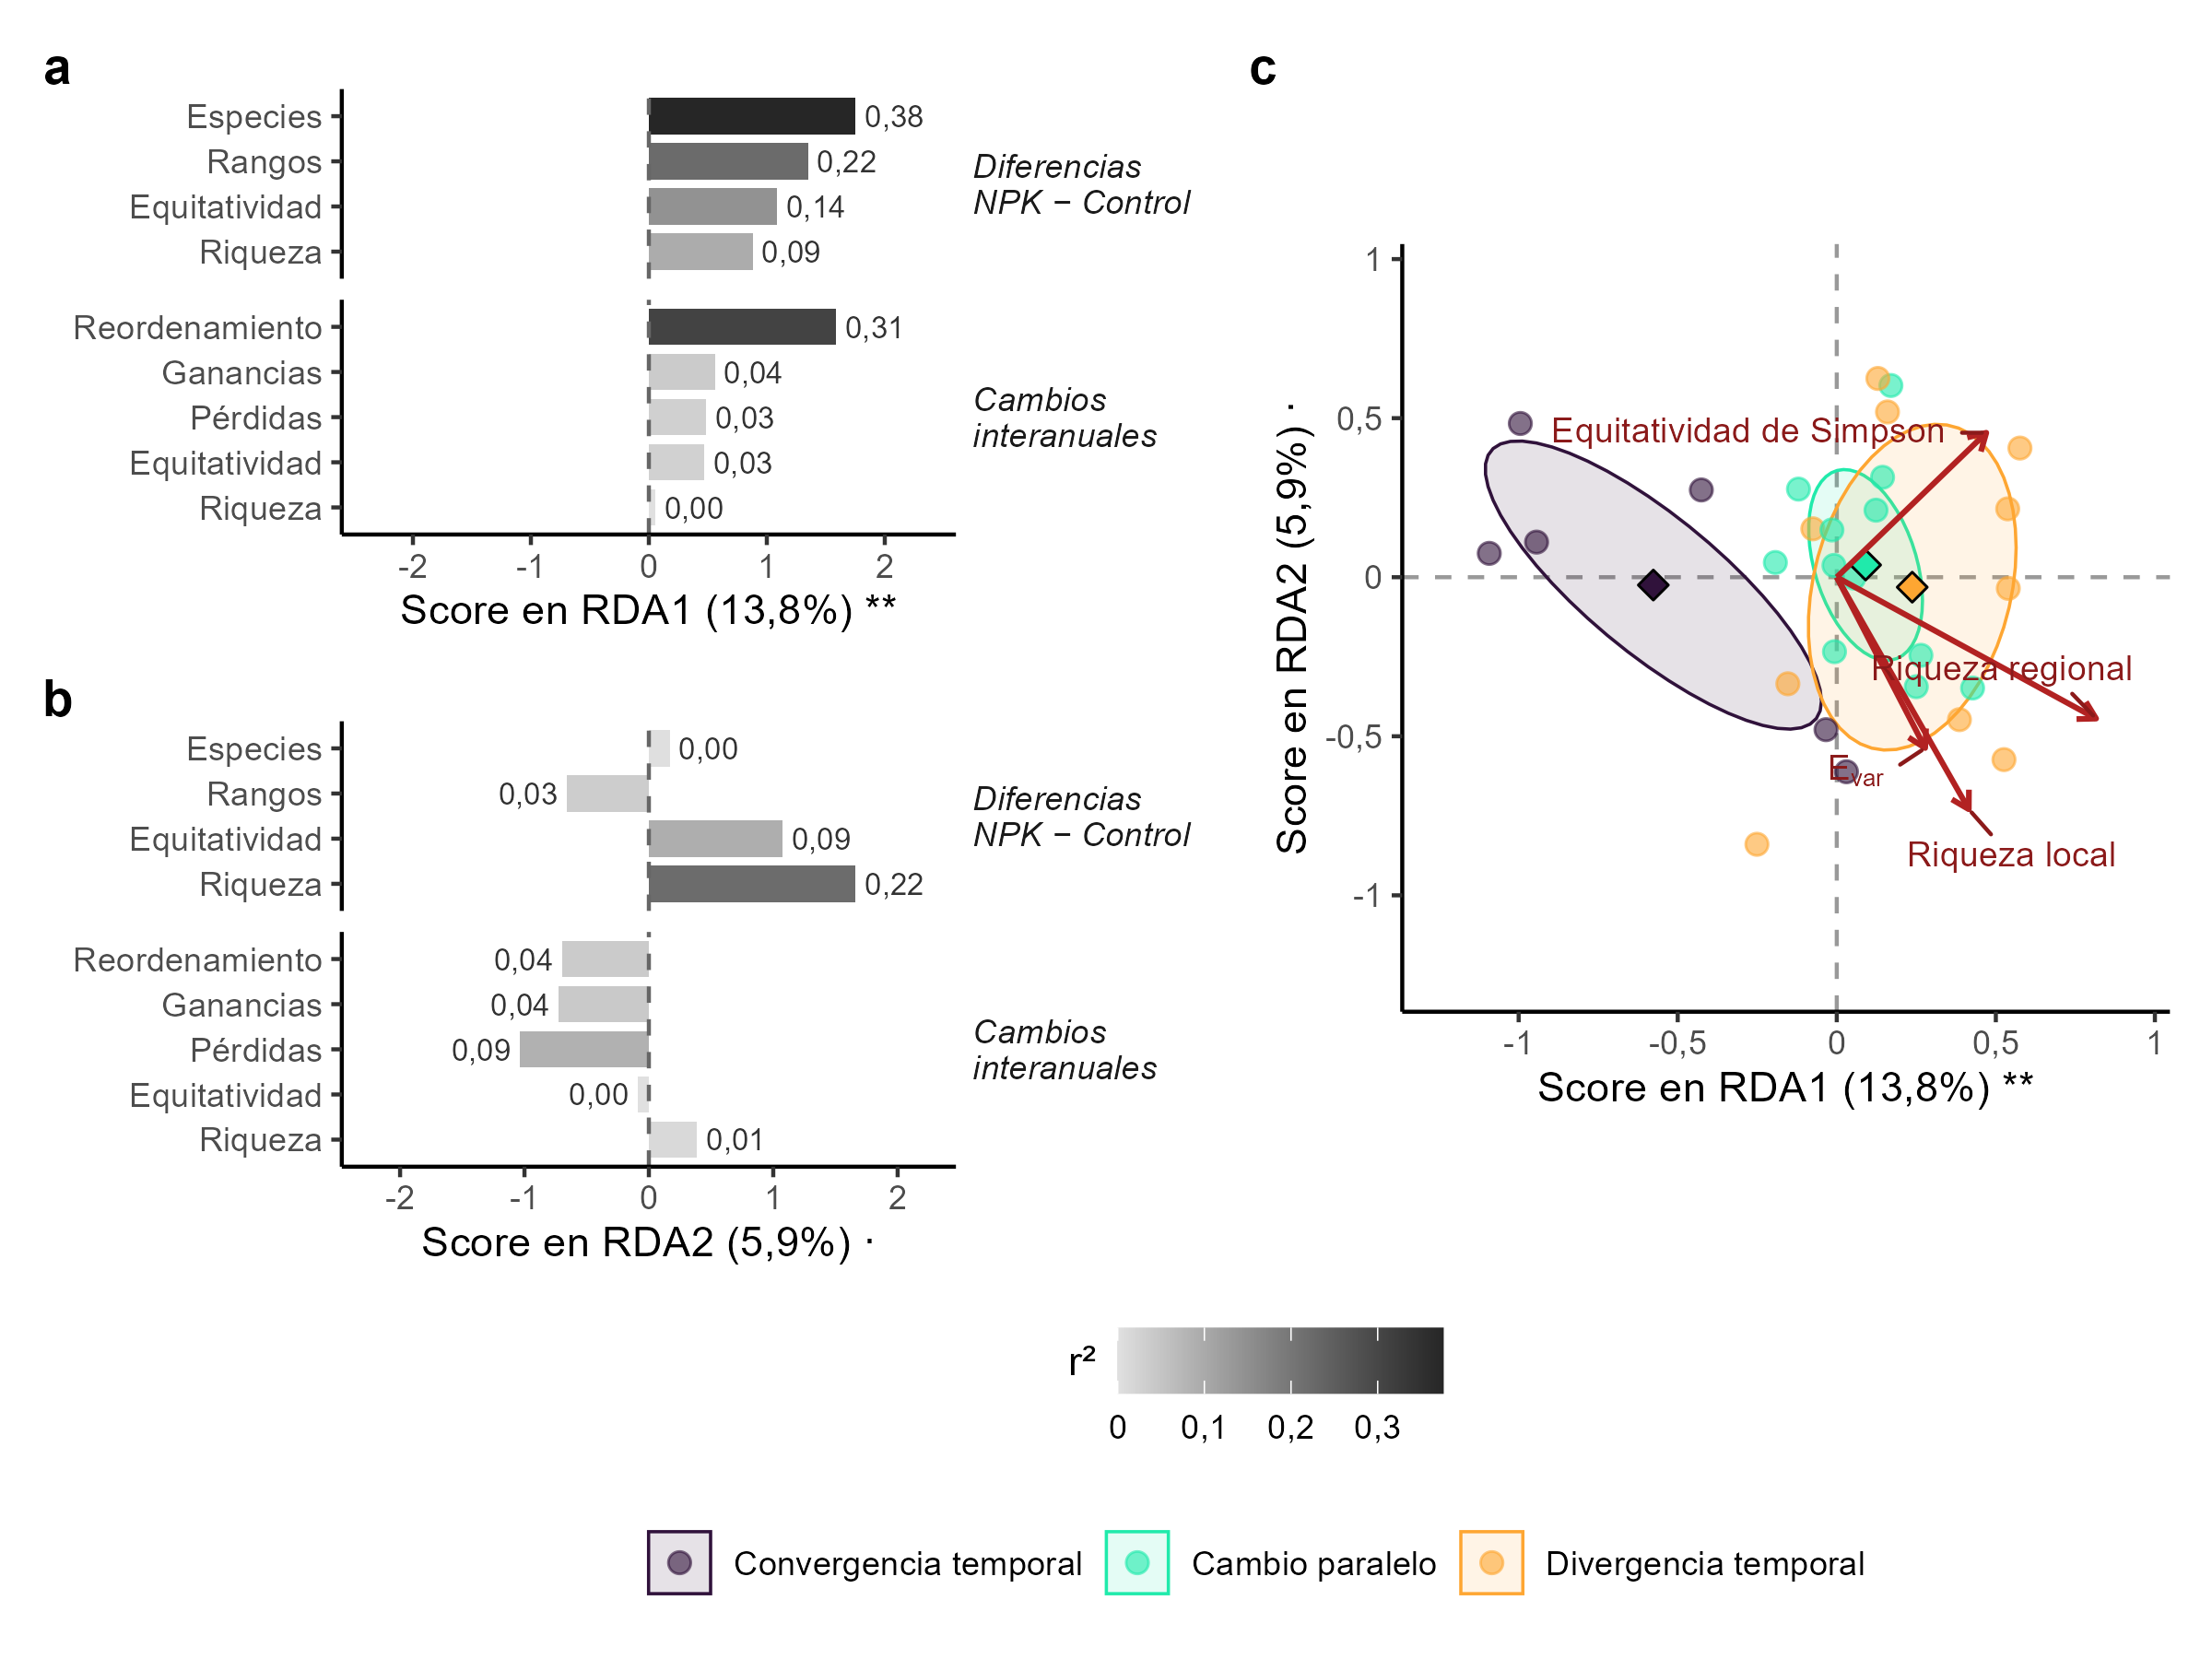 a
Especies
0,38
Rangos
0,22
Equitatividad
0,14
Riqueza
0,09
Diferencias
NPK − Control
Reordenamiento
0,31
Ganancias
0,04
Pérdidas
0,03
Equitatividad
0,03
Riqueza
0,00
Cambios
interanuales
-2
-1
0
1
2
Score en RDA1 (13,8%) **
b
Especies
0,00
Rangos
0,03
Equitatividad
0,09
Riqueza
0,22
Diferencias
NPK − Control
Reordenamiento
0,04
Ganancias
0,04
Pérdidas
0,09
Equitatividad
0,00
Riqueza
0,01
Cambios
interanuales
-2
-1
0
1
2
Score en RDA2 (5,9%) ·
c
Score en RDA2 (5,9%) ·
1
0,5
0
-0,5
-1
Equitatividad de Simpson
Riqueza regional
Evar
Riqueza local
-1
-0,5
0
0,5
1
Score en RDA1 (13,8%) **
r²
0
0,1
0,2
0,3
Convergencia temporal
Cambio paralelo
Divergencia temporal